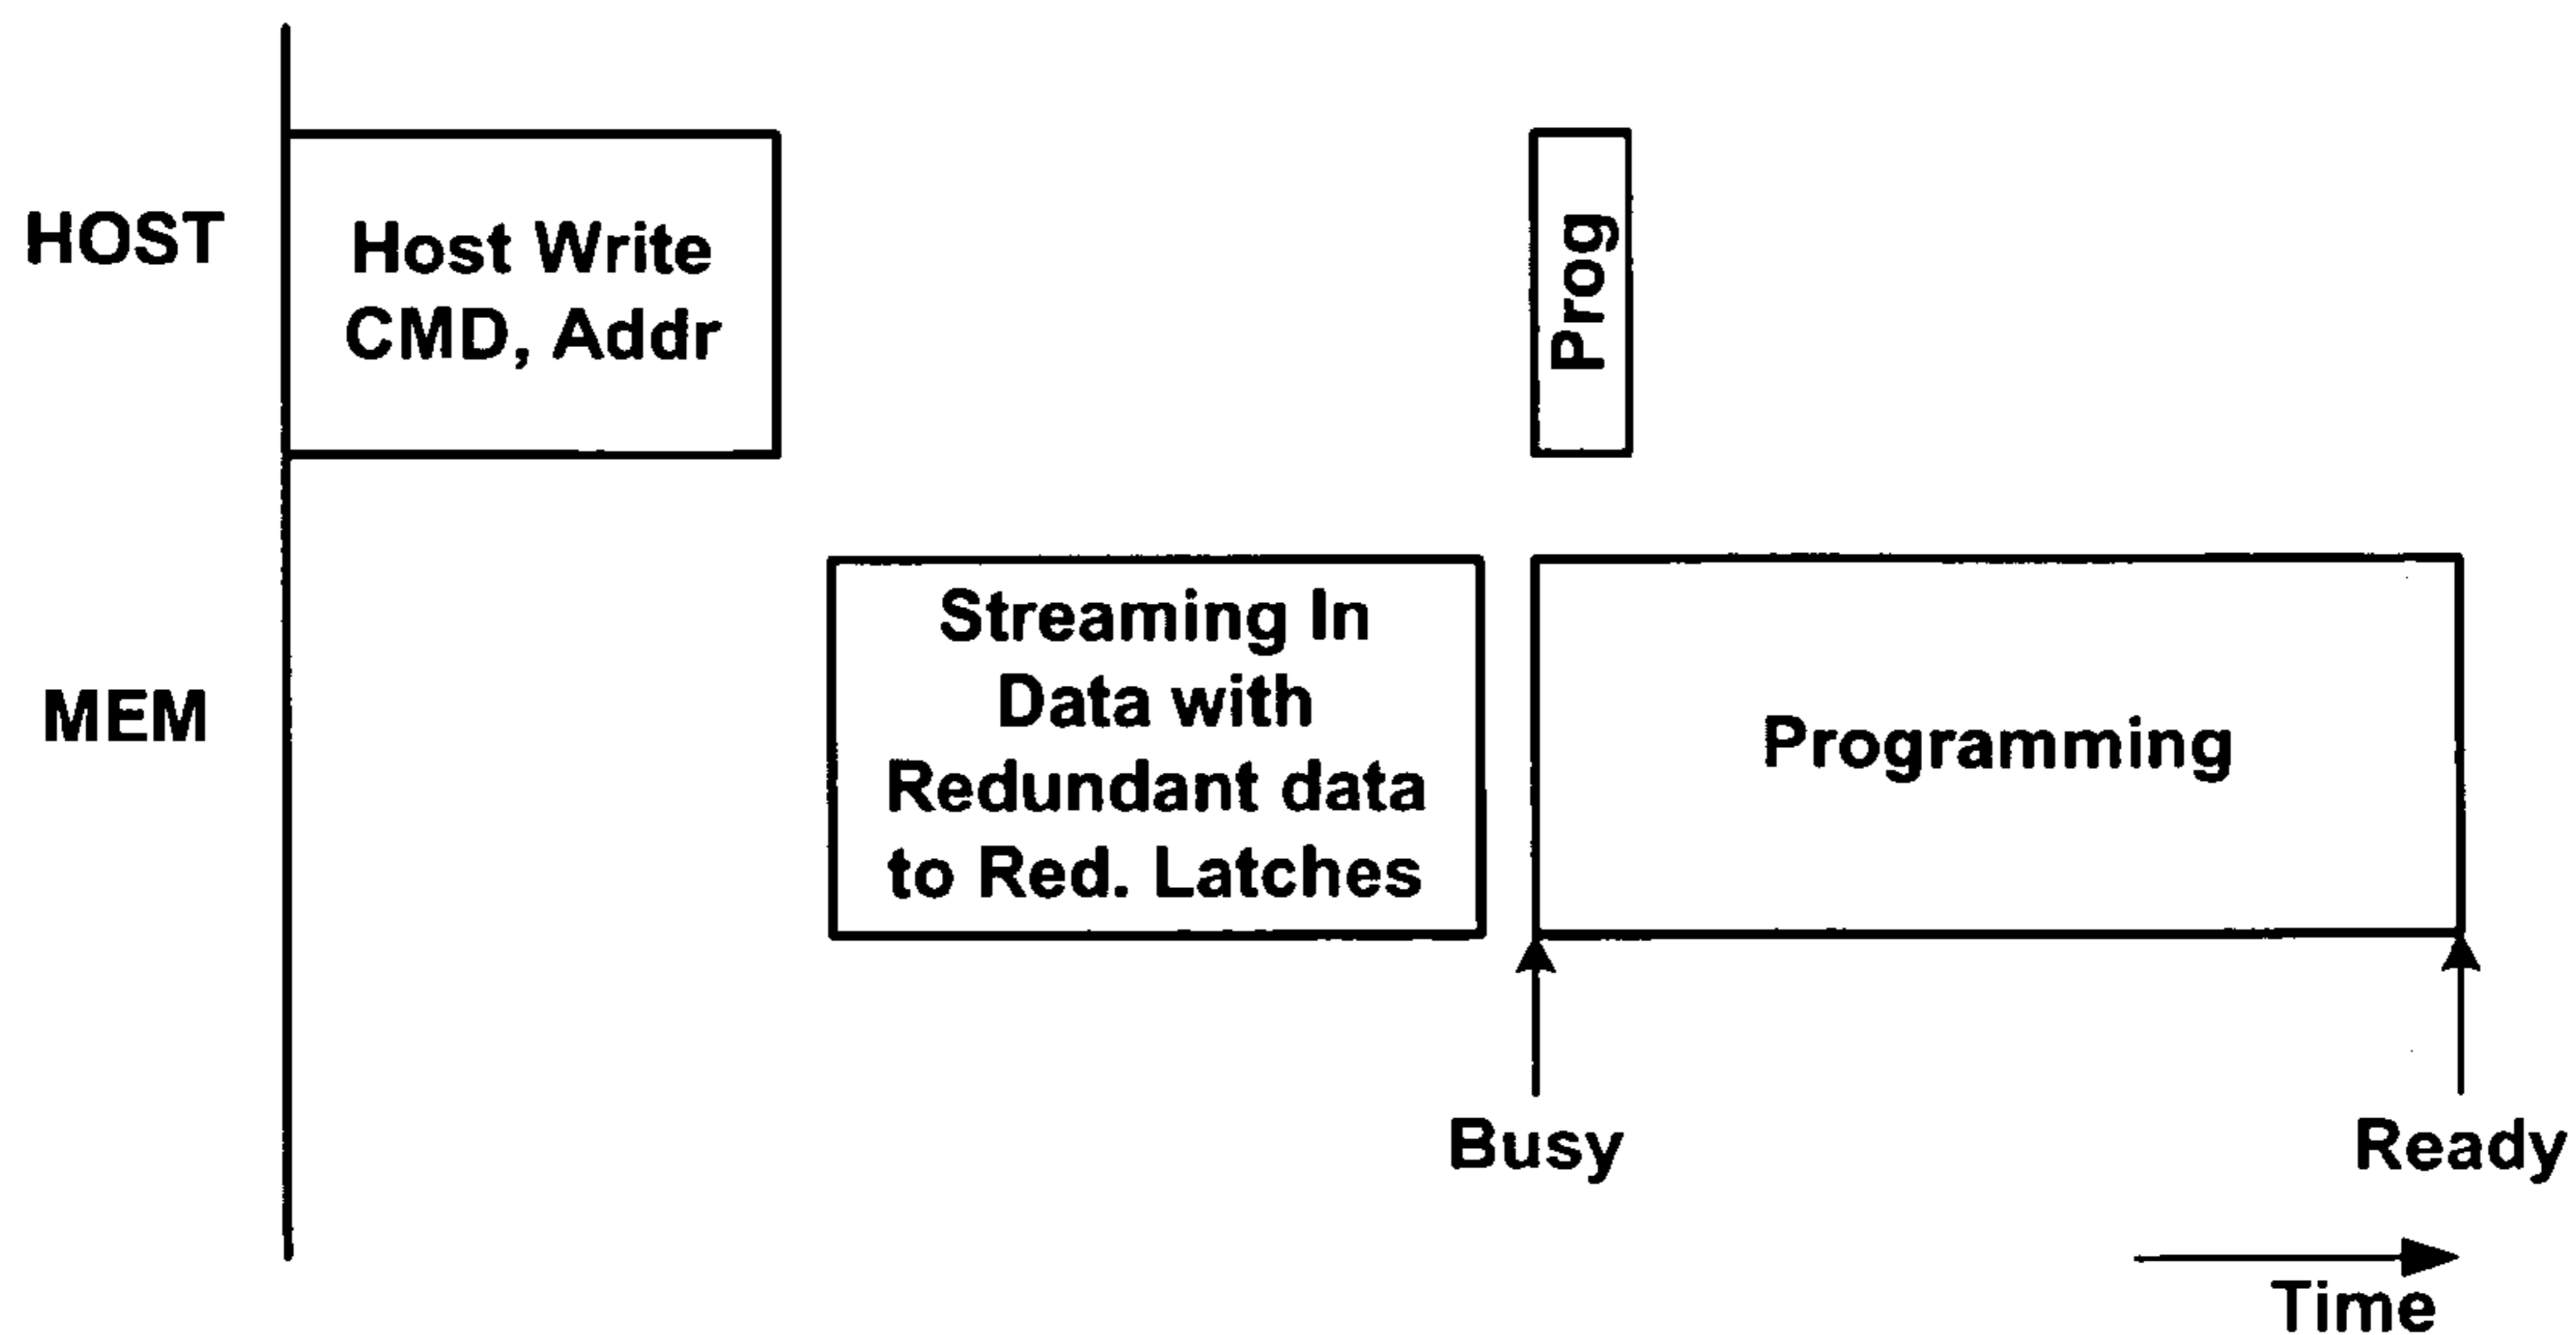 HOST
Host Write
CMD, Addr
Prog
MEM
Streaming In
Data with
Redundant data
to Red. Latches
Programming
Busy
Ready
Time